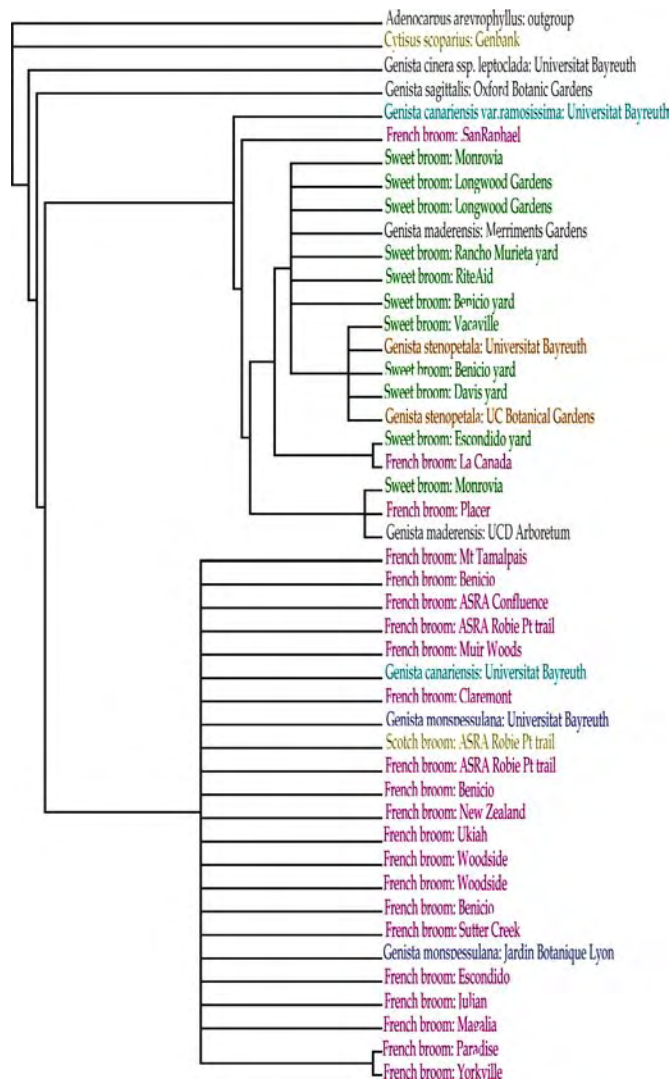 Adenocarpus argyrophyllus: outgroup
Cytisus scoparius: Genbank
Genista cinera ssp. leptoclada: Universitat Bayreuth
Genista sagittalis: Oxford Botanic Gardens
Genista canariensis var.ramosissima: Universitat Bayreuth
French broom: .SanRaphael
Sweet broom: Monrovia
Sweet broom: Longwood Gardens
Sweet broom: Longwood Gardens
Genista maderensis: Merriments Gardens
Sweet broom: Rancho Murieta yard
Sweet broom: RiteAid
Sweet broom: Benicio yard
Sweet broom: Vacaville
Genista stenopetala: Universitat Bayreuth
Sweet broom: Benicio yard
Sweet broom: Davis yard
Genista stenopetala: UC Botanical Gardens
Sweet broom: Escondido yard
French broom: La Canada
Sweet broom: Monrovia
French broom: Placer
Genista maderensis: UCD Arboretum
French broom: Mt Tamalpais
French broom: Benicio
French broom: ASRA Confluence
French broom: ASRA Robie Pt trail
French broom: Muir Woods
Genista canariensis: Universitat Bayreuth
French broom: Claremont
Genista monspessulana: Universitat Bayreuth
Scotch broom: ASRA Robie Pt trail
French broom: ASRA Robie Pt trail
French broom: Benicio
French broom: New Zealand
French broom: Ukiah
French broom: Woodside
French broom: Woodside
French broom: Benicio
French broom: Sutter Creek
Genista monspessulana: Jardin Botanique Lyon
French broom: Escondido
French broom: Julian
French broom: Magalia
French broom: Paradise
French broom: Yorkville